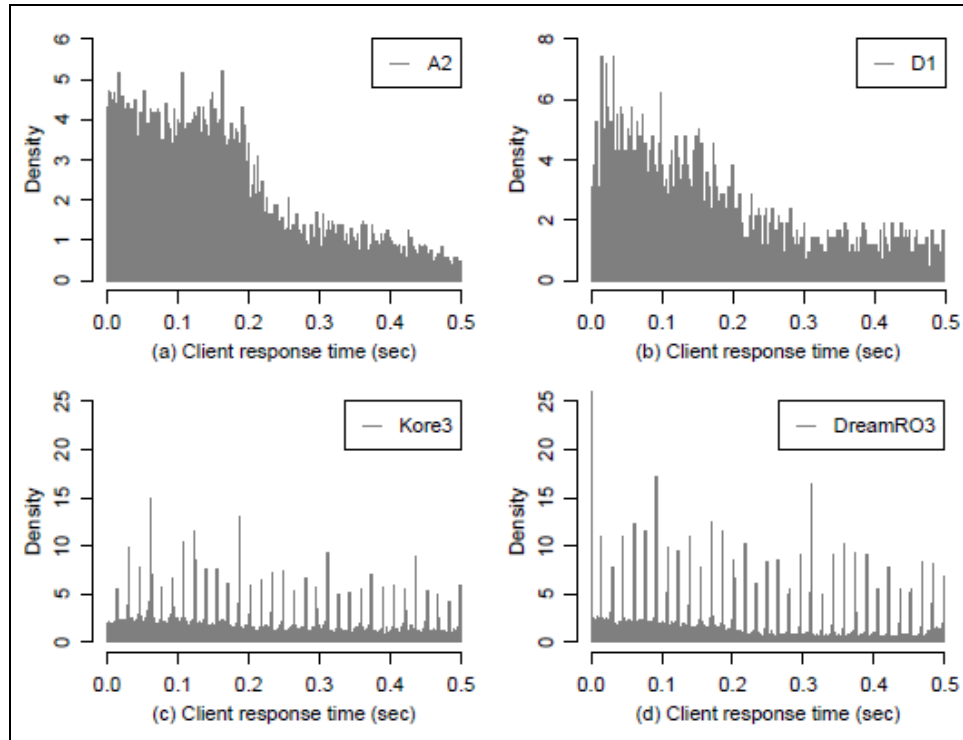 A2
Density
0 1 2 3 4 5 6
0.0 0.1 0.2 0.3 0.4 0.5
(a) Client response time (sec)
D1
Density
0 2 4 6 8
0.0 0.1 0.2 0.3 0.4 0.5
(b) Client response time (sec)
Kore3
Density
0 5 10 15 20 25
0.0 0.1 0.2 0.3 0.4 0.5
(c) Client response time (sec)
DreamRO3
Density
0 5 10 15 20 25
0.0 0.1 0.2 0.3 0.4 0.5
(d) Client response time (sec)